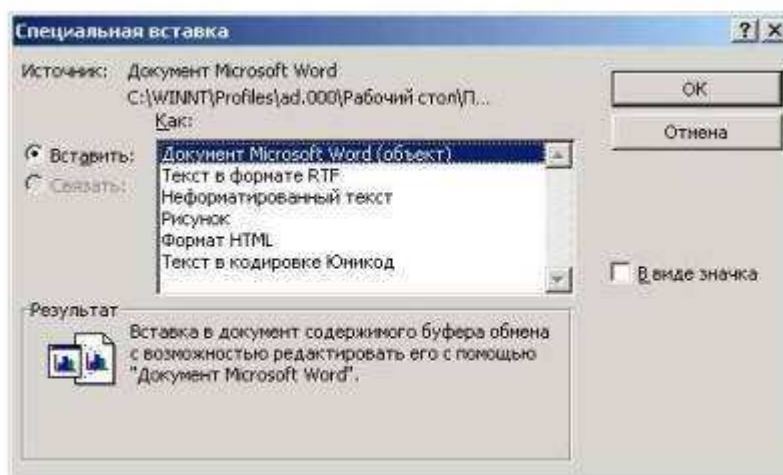 Специальная вставка
Источник: Документ Microsoft Word
C:\WINNT\Profiles\ad.000\Рабочий стол\П...
Как:
Вставить:
Связать:
Документ Microsoft Word (объект)
Текст в формате RTF
Неформатированный текст
Рисунок
Формат HTML
Текст в кодировке Юникод
ОК
Отмена
В виде значка
Результат
Вставка в документ содержимого буфера обмена
с возможностью редактировать его с помощью
"Документ Microsoft Word".